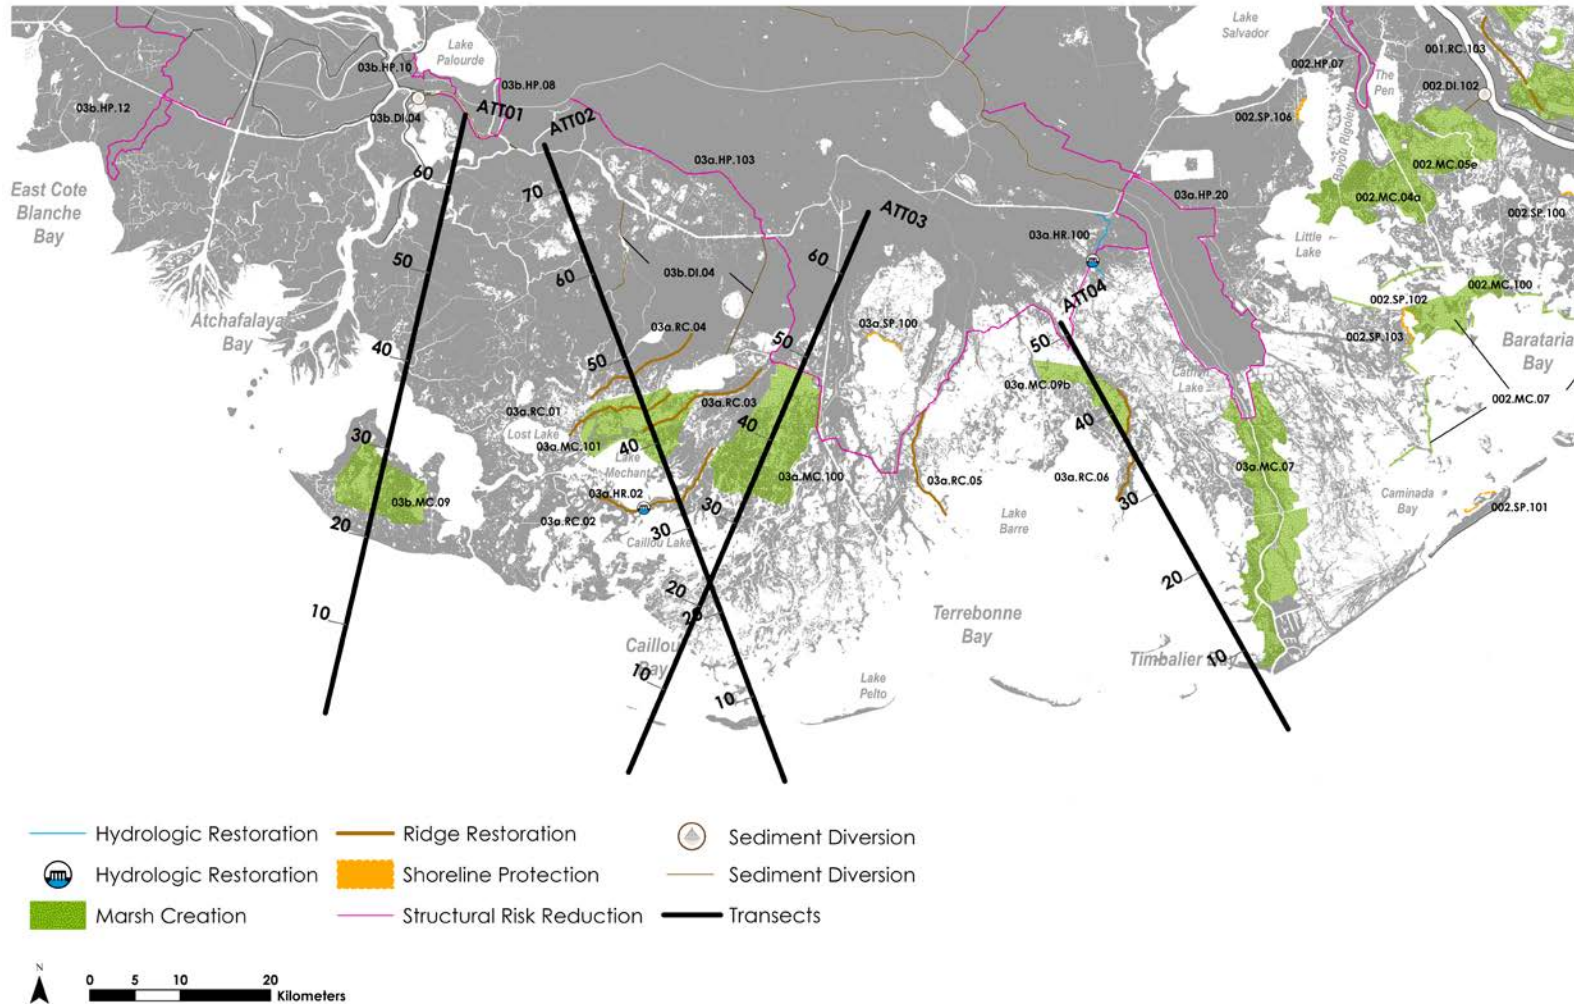 Lake
Salvador
Lake
Palourde
001.RC.103
03b.HP.10
002.HP.07
The
Pen
03b.HP.08
002.DI.102
03b.HP.12
ATT01
03b.DI.04
002.SP.106
ATT02
Bayou Rigolettes
03a.HP.103
002.MC.05e
60
70
East Cote
Blanche
Bay
03a.HP.20
002.MC.04a
002.SP.100
ATT03
03a.HR.100
Little
Lake
50
60
60
03b.DI.04
002.MC.100
ATT04
002.SP.102
Atchafalaya
Bay
03a.RC.04
03a.SP.100
002.SP.103
Barataria
Bay
40
50
50
50
03a.MC.09b
Lake
03a.RC.03
002.MC.07
03a.RC.01
Lost Lake
30
03a.MC.101
40
40
40
Lake
Mechant
03a.MC.07
03b.MC.09
03a.HR.02
03a.MC.100
03a.RC.05
03a.RC.06
Caminada
Bay
002.SP.101
03a.RC.02
30
30
Lake
Barre
20
30
Caillou Lake
20
20
20
10
Terrebonne
Bay
Caillou
Bay
Timbalier Bay
10
10
10
Lake
Pelto
Hydrologic Restoration
Ridge Restoration
Sediment Diversion
Hydrologic Restoration
Shoreline Protection
Sediment Diversion
Marsh Creation
Structural Risk Reduction
Transects
N
0 5 10 20
Kilometers